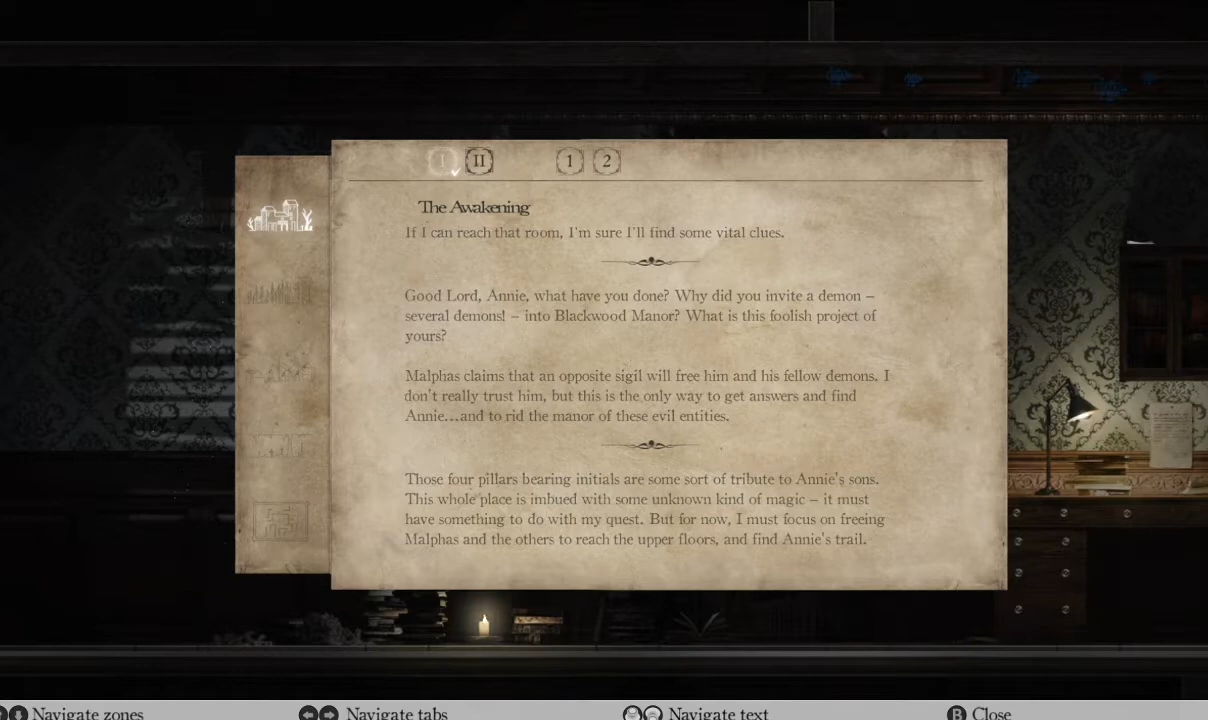 I II 1 2
The Awakening
If I can reach that room, I'm sure I'll find some vital clues.
Good Lord, Annie, what have you done? Why did you invite a demon –
several demons! – into Blackwood Manor? What is this foolish project of
yours?
Malphas claims that an opposite sigil will free him and his fellow demons. I
don't really trust him, but this is the only way to get answers and find
Annie...and to rid the manor of these evil entities.
Those four pillars bearing initials are some sort of tribute to Annie's sons.
This whole place is imbued with some unknown kind of magic – it must
have something to do with my quest. But for now, I must focus on freeing
Malphas and the others to reach the upper floors, and find Annie's trail.
Navigate zones Navigate tabs Navigate text B Close